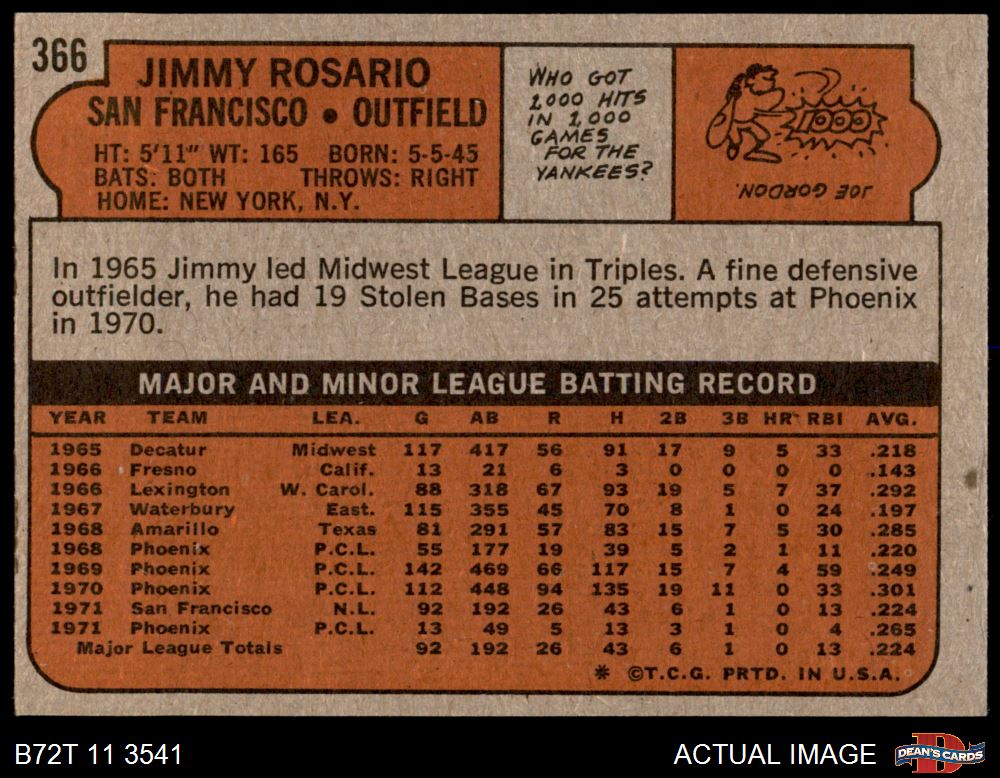 366
JIMMY ROSARIO
SAN FRANCISCO • OUTFIELD
HT: 5'11" WT: 165 BORN: 5-5-45
BATS: BOTH THROWS: RIGHT
HOME: NEW YORK, N.Y.
WHO GOT
1,000 HITS
IN 1,000
GAMES
FOR THE
YANKEES?
1000
JOE GORDON.
In 1965 Jimmy led Midwest League in Triples. A fine defensive
outfielder, he had 19 Stolen Bases in 25 attempts at Phoenix
in 1970.
MAJOR AND MINOR LEAGUE BATTING RECORD
YEAR TEAM LEA. G AB R H 2B 3B HR RBI AVG.
1965 Decatur Midwest 117 417 56 91 17 9 5 33 .218
1966 Fresno Calif. 13 21 6 3 0 0 0 0 .143
1966 Lexington W. Carol. 88 318 67 93 19 5 7 37 .292
1967 Waterbury East. 115 355 45 70 8 1 0 24 .197
1968 Amarillo Texas 81 291 57 83 15 7 5 30 .285
1968 Phoenix P.C.L. 55 177 19 39 5 2 1 11 .220
1969 Phoenix P.C.L. 142 469 66 117 15 7 4 59 .249
1970 Phoenix P.C.L. 112 448 94 135 19 11 0 33 .301
1971 San Francisco N.L. 92 192 26 43 6 1 0 13 .224
1971 Phoenix P.C.L. 13 49 5 13 3 1 0 4 .265
Major League Totals 92 192 26 43 6 1 0 13 .224
* ©T.C.G. PRTD. IN U.S.A.
B72T 11 3541
ACTUAL IMAGE
D
DEAN'S CARDS